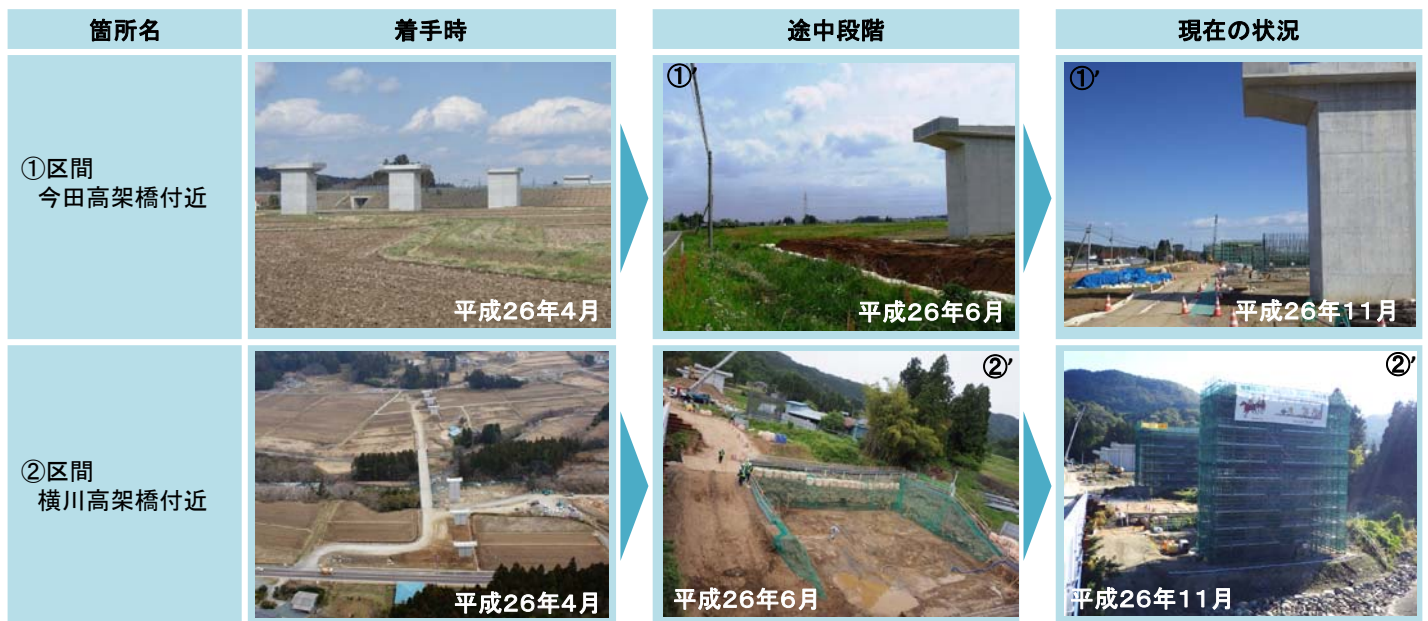 箇所名
着手時
途中段階
現在の状況
①区間
今田高架橋付近
平成26年4月
①’
平成26年6月
①’
平成26年11月
②区間
横川高架橋付近
平成26年4月
②’
平成26年6月
②’
平成26年11月